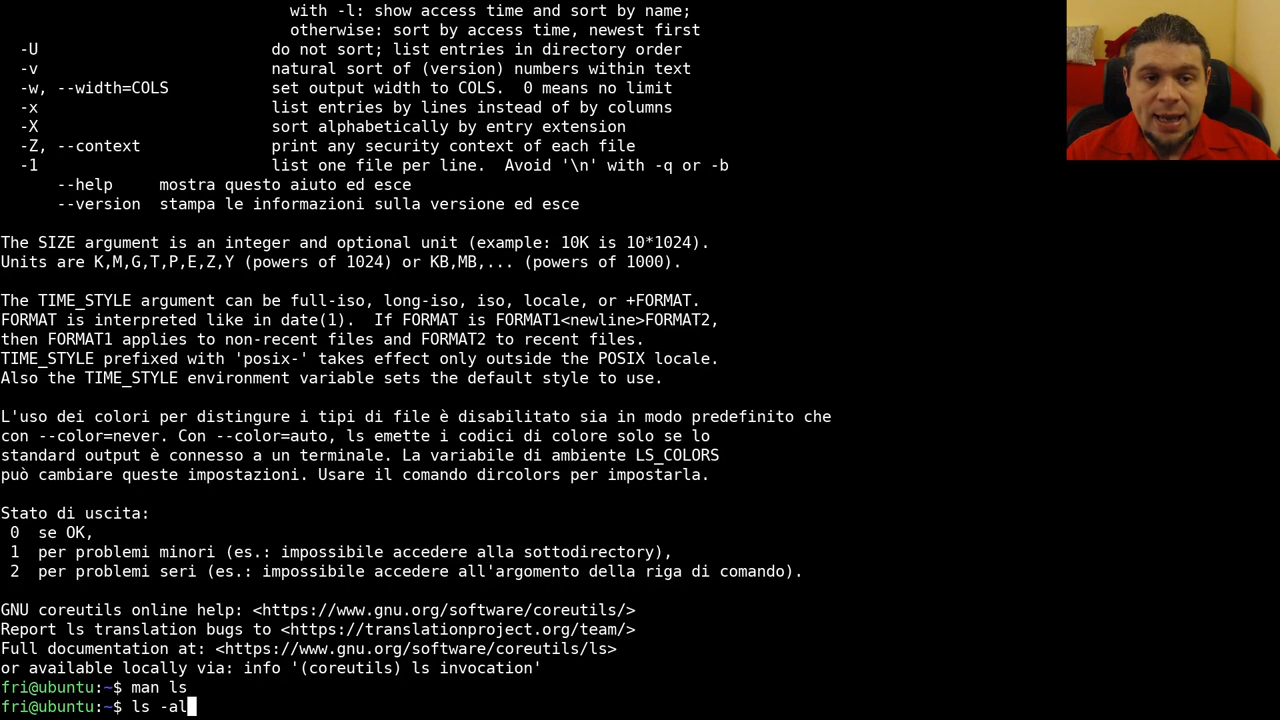 with -l: show access time and sort by name;
otherwise: sort by access time, newest first
-U do not sort; list entries in directory order
-v natural sort of (version) numbers within text
-w, --width=COLS set output width to COLS.  0 means no limit
-x list entries by lines instead of by columns
-X sort alphabetically by entry extension
-Z, --context print any security context of each file
-1 list one file per line.  Avoid '\n' with -q or -b
--help mostra questo aiuto ed esce
--version stampa le informazioni sulla versione ed esce
The SIZE argument is an integer and optional unit (example: 10K is 10*1024).
Units are K,M,G,T,P,E,Z,Y (powers of 1024) or KB,MB,... (powers of 1000).
The TIME_STYLE argument can be full-iso, long-iso, iso, locale, or +FORMAT.
FORMAT is interpreted like in date(1).  If FORMAT is FORMAT1<newline>FORMAT2,
then FORMAT1 applies to non-recent files and FORMAT2 to recent files.
TIME_STYLE prefixed with 'posix-' takes effect only outside the POSIX locale.
Also the TIME_STYLE environment variable sets the default style to use.
L'uso dei colori per distingure i tipi di file è disabilitato sia in modo predefinito che
con --color=never. Con --color=auto, ls emette i codici di colore solo se lo
standard output è connesso a un terminale. La variabile di ambiente LS_COLORS
può cambiare queste impostazioni. Usare il comando dircolors per impostarla.
Stato di uscita:
0  se OK,
1  per problemi minori (es.: impossibile accedere alla sottodirectory),
2  per problemi seri (es.: impossibile accedere all'argomento della riga di comando).
GNU coreutils online help: <https://www.gnu.org/software/coreutils/>
Report ls translation bugs to <https://translationproject.org/team/>
Full documentation at: <https://www.gnu.org/software/coreutils/ls>
or available locally via: info '(coreutils) ls invocation'
fri@ubuntu:~$ man ls
fri@ubuntu:~$ ls -al